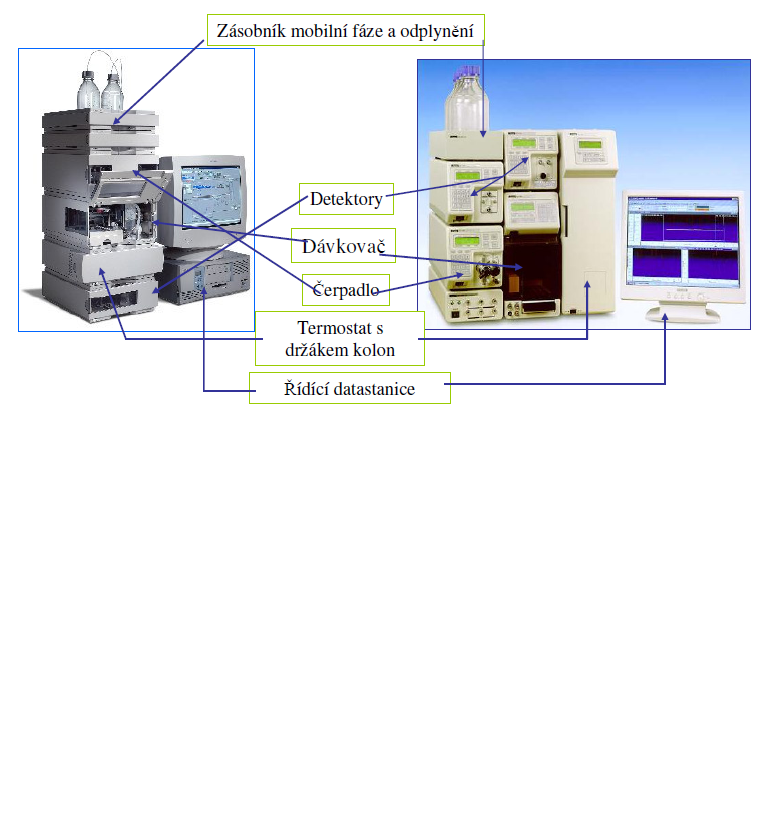 Zásobník mobilní fáze a odplynění
Detektory
Dávkovač
Čerpadlo
Termostat s
držákem kolon
Řídící datastanice